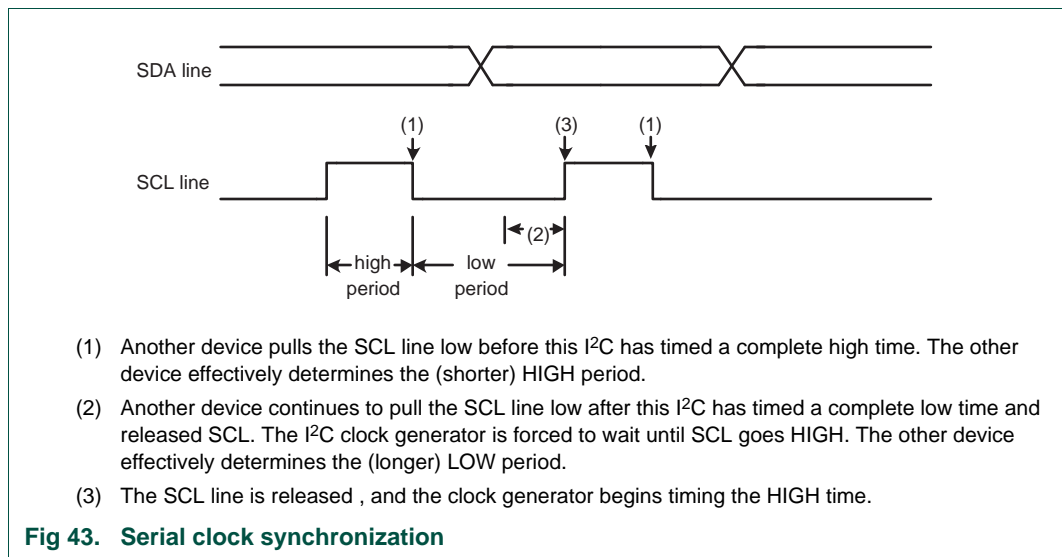 SDA line
(1) (3) (1)
SCL line
(2)
high low
period period
(1) Another device pulls the SCL line low before this I2C has timed a complete high time. The other
device effectively determines the (shorter) HIGH period.
(2) Another device continues to pull the SCL line low after this I2C has timed a complete low time and
released SCL. The I2C clock generator is forced to wait until SCL goes HIGH. The other device
effectively determines the (longer) LOW period.
(3) The SCL line is released , and the clock generator begins timing the HIGH time.
Fig 43. Serial clock synchronization